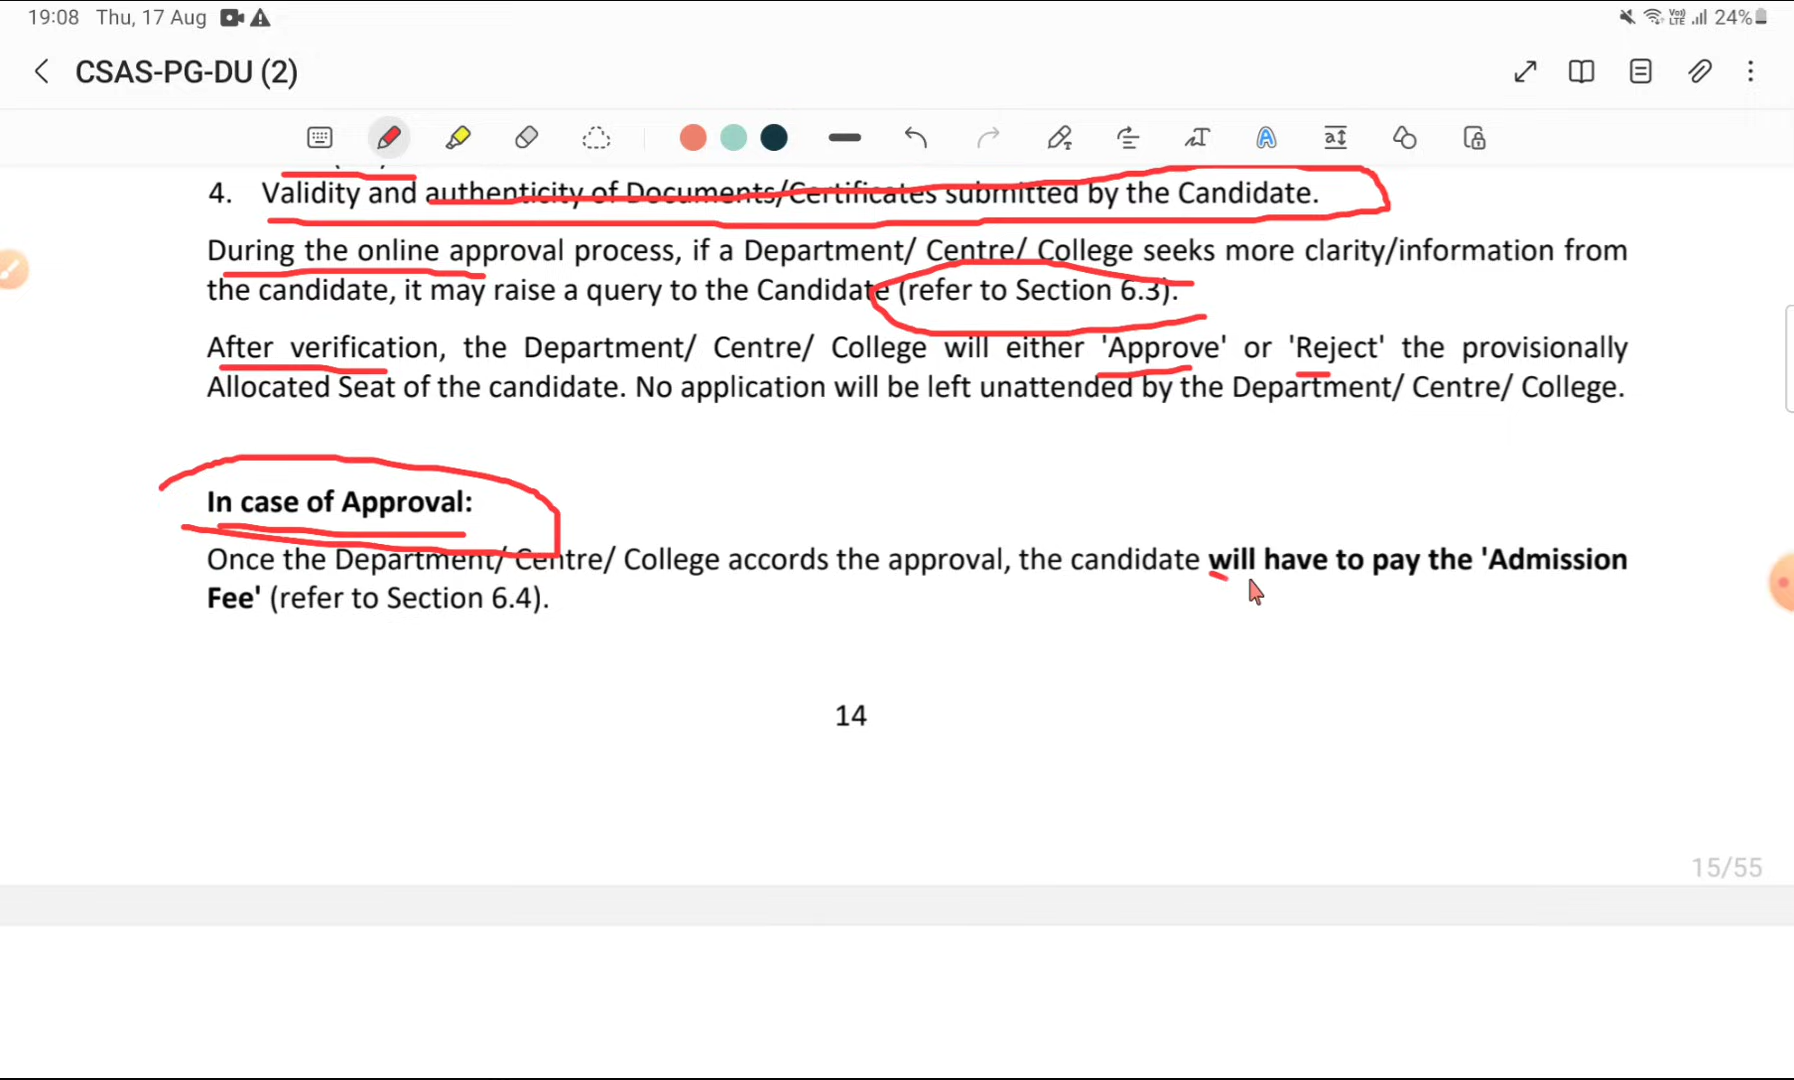 19:08 Thu, 17 Aug 24%
CSAS-PG-DU (2)
4. Validity and authenticity of Documents/Certificates submitted by the Candidate.
During the online approval process, if a Department/ Centre/ College seeks more clarity/information from
the candidate, it may raise a query to the Candidate (refer to Section 6.3).
After verification, the Department/ Centre/ College will either 'Approve' or 'Reject' the provisionally
Allocated Seat of the candidate. No application will be left unattended by the Department/ Centre/ College.
In case of Approval:
Once the Department/ Centre/ College accords the approval, the candidate will have to pay the 'Admission
Fee' (refer to Section 6.4).
14
15/55